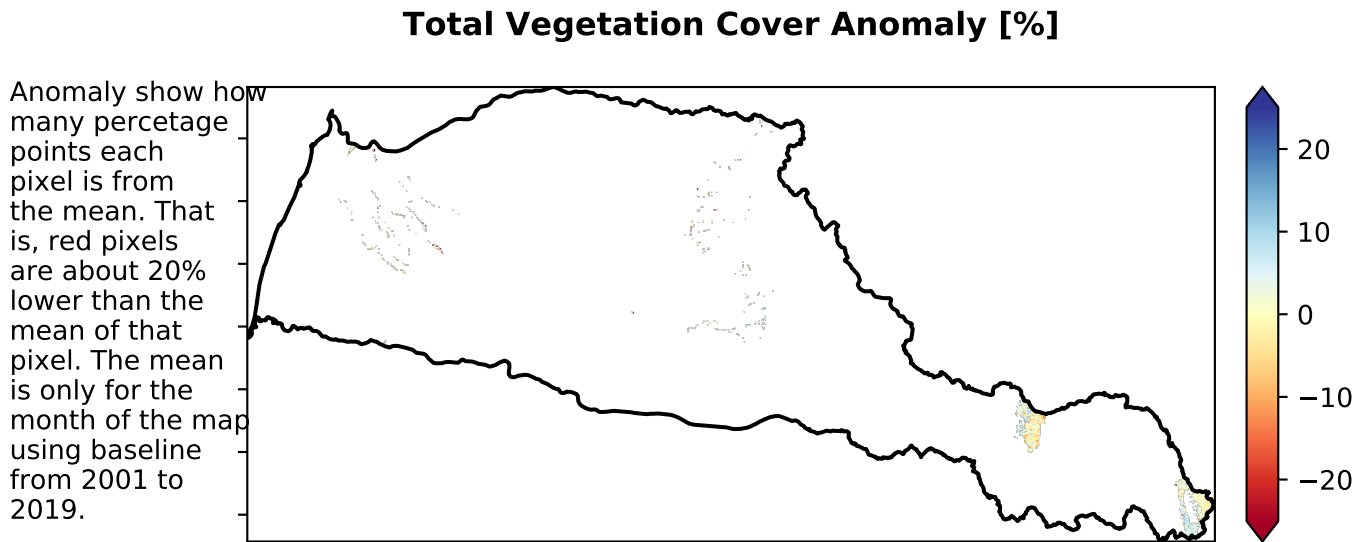 Total Vegetation Cover Anomaly [%]
Anomaly show how
many percetage
points each
pixel is from
the mean. That
is, red pixels
are about 20%
lower than the
mean of that
pixel. The mean
is only for the
month of the map
using baseline
from 2001 to
2019.
20
10
0
−10
−20